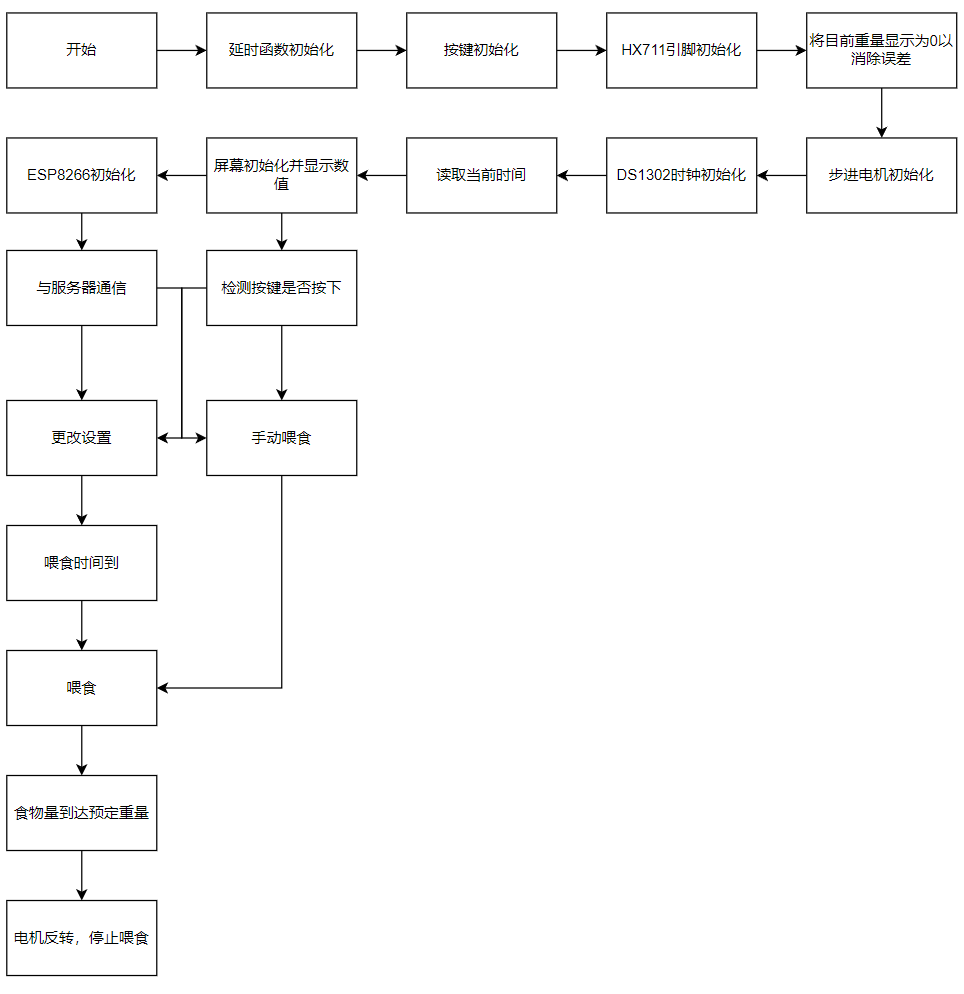 开始
延时函数初始化
按键初始化
HX711引脚初始化
将目前重量显示为0以
消除误差
ESP8266初始化
屏幕初始化并显示数
值
读取当前时间
DS1302时钟初始化
步进电机初始化
与服务器通信
检测按键是否按下
更改设置
手动喂食
喂食时间到
喂食
食物量到达预定重量
电机反转，停止喂食